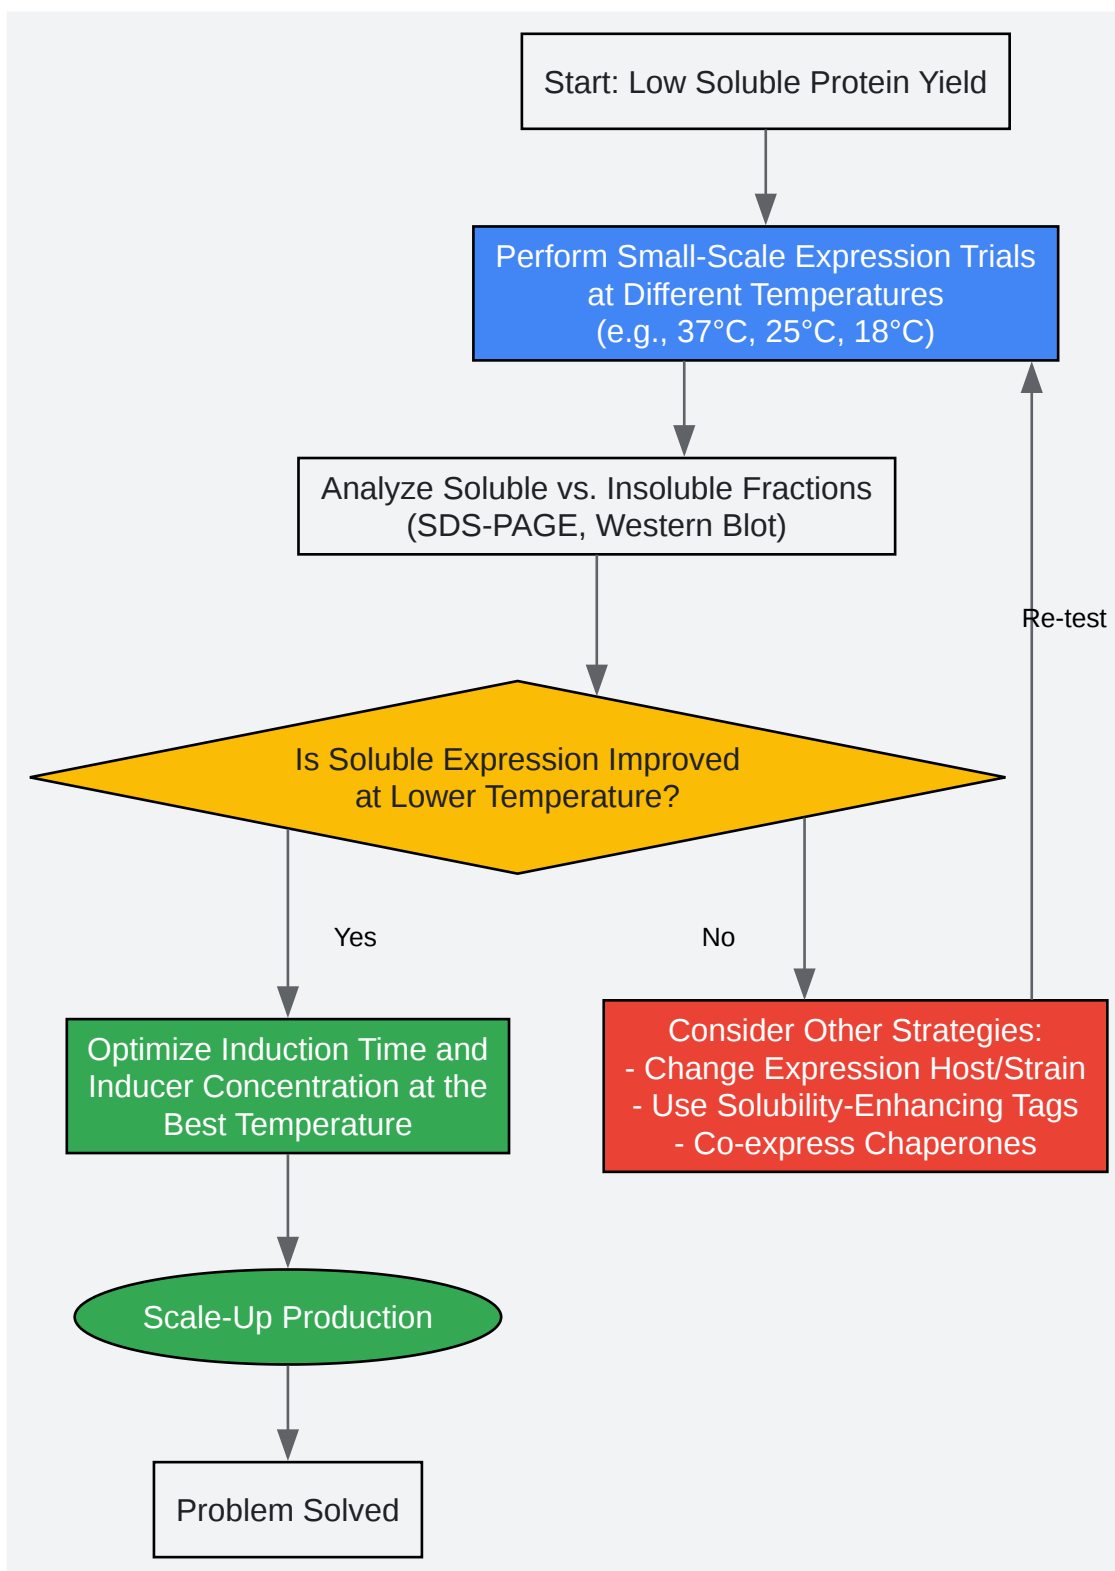 Start: Low Soluble Protein Yield
Perform Small-Scale Expression Trials
at Different Temperatures
(e.g., 37°C, 25°C, 18°C)
Analyze Soluble vs. Insoluble Fractions
(SDS-PAGE, Western Blot)
Re-test
Is Soluble Expression Improved
at Lower Temperature?
Yes
No
Optimize Induction Time and
Inducer Concentration at the
Best Temperature
Consider Other Strategies:
- Change Expression Host/Strain
- Use Solubility-Enhancing Tags
- Co-express Chaperones
Scale-Up Production
Problem Solved